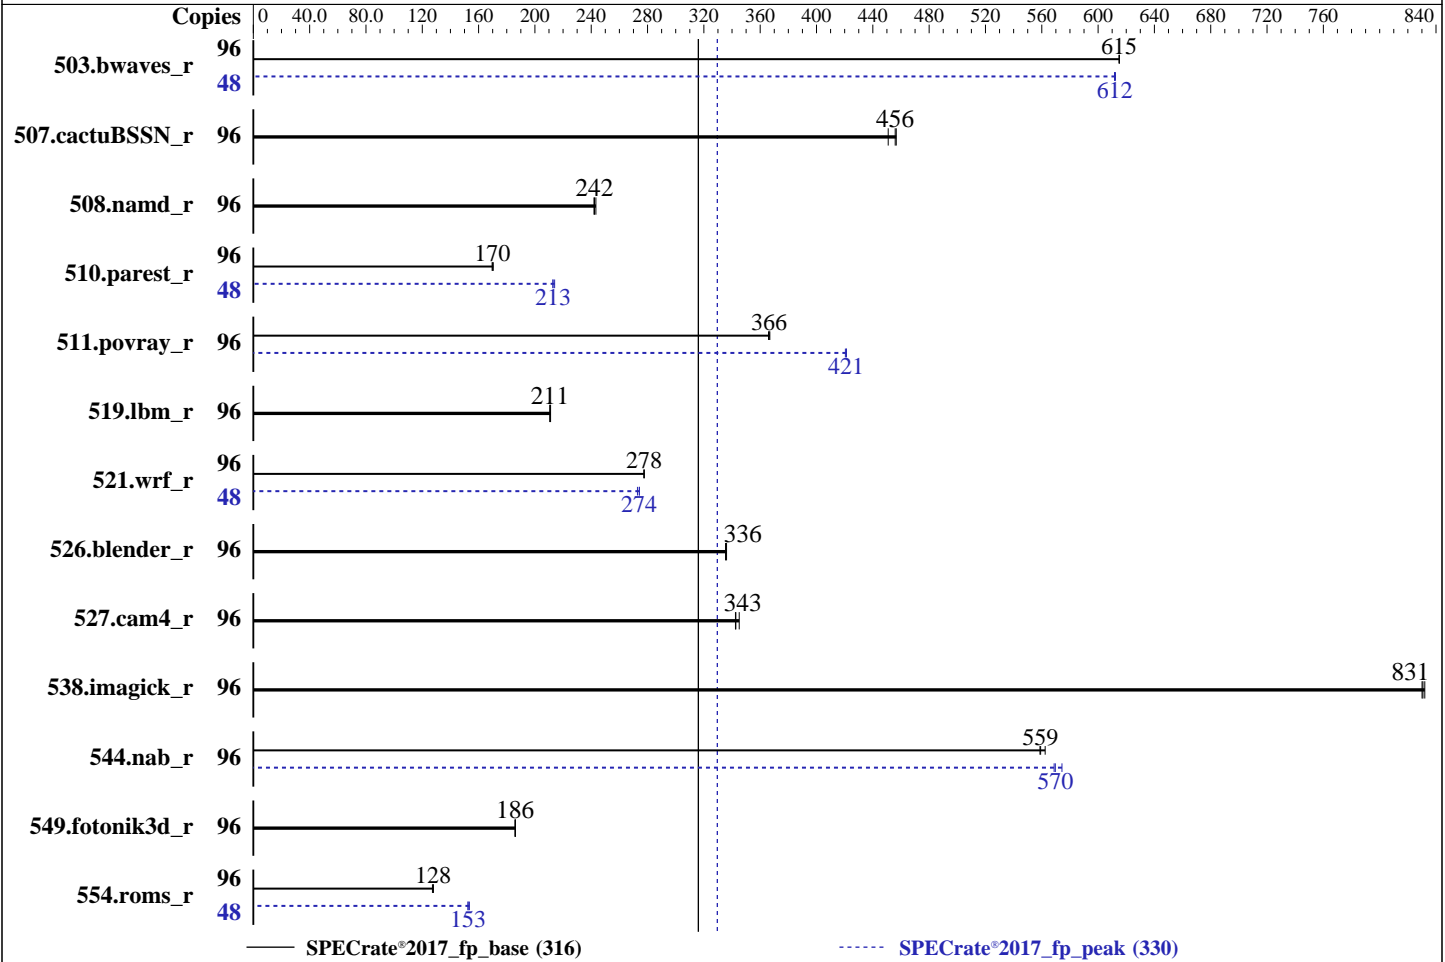 Copies 0 40.0 80.0 120 160 200 240 280 320 360 400 440 480 520 560 600 640 680 720 760 840
503.bwaves_r 96 615
48 612
507.cactuBSSN_r 96 456
508.namd_r 96 242
510.parest_r 96 170
48 213
511.povray_r 96 366
421
519.lbm_r 96 211
521.wrf_r 96 278
48 274
526.blender_r 96 336
527.cam4_r 96 343
538.imagick_r 96 831
544.nab_r 96 559
570
549.fotonik3d_r 96 186
554.roms_r 96 128
48 153
SPECrate®2017_fp_base (316) SPECrate®2017_fp_peak (330)